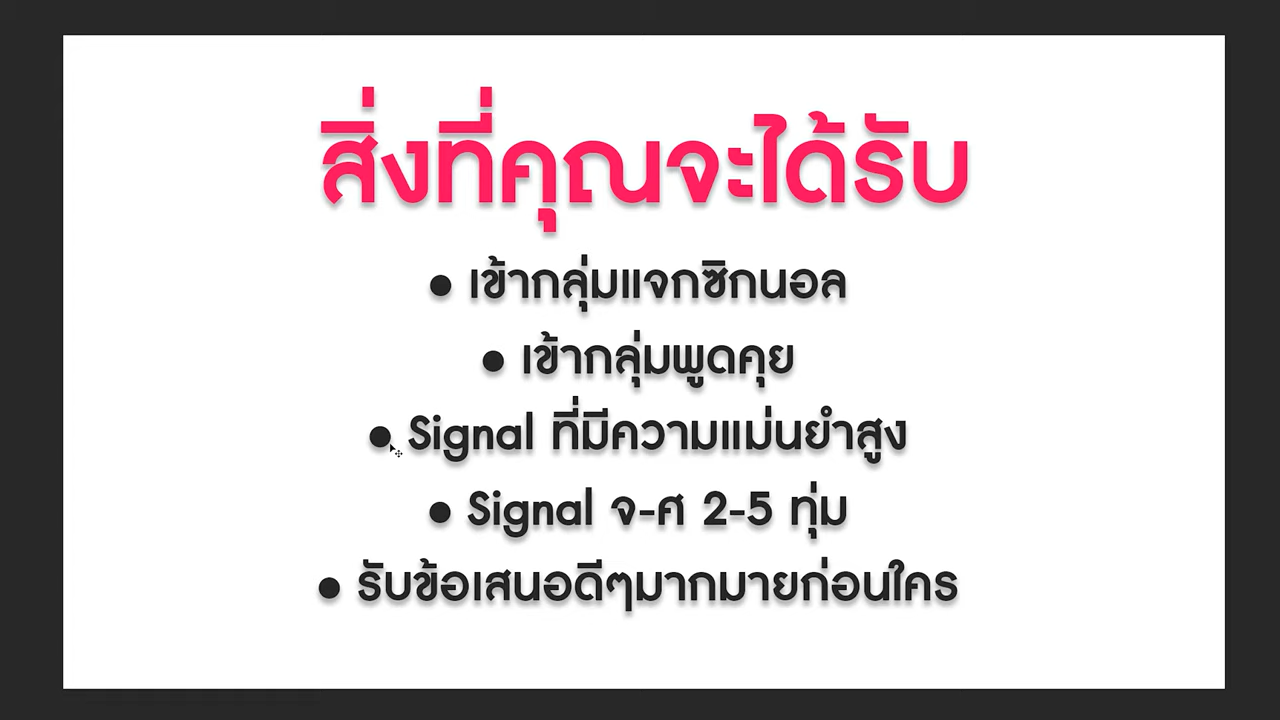 สิ่งที่คุณจะได้รับ
● เข้ากลุ่มแจกซิกนอล
● เข้ากลุ่มพูดคุย
● Signal ที่มีความแม่นยำสูง
● Signal จ-ศ 2-5 ทุ่ม
● รับข้อเสนอดีๆมากมายก่อนใคร